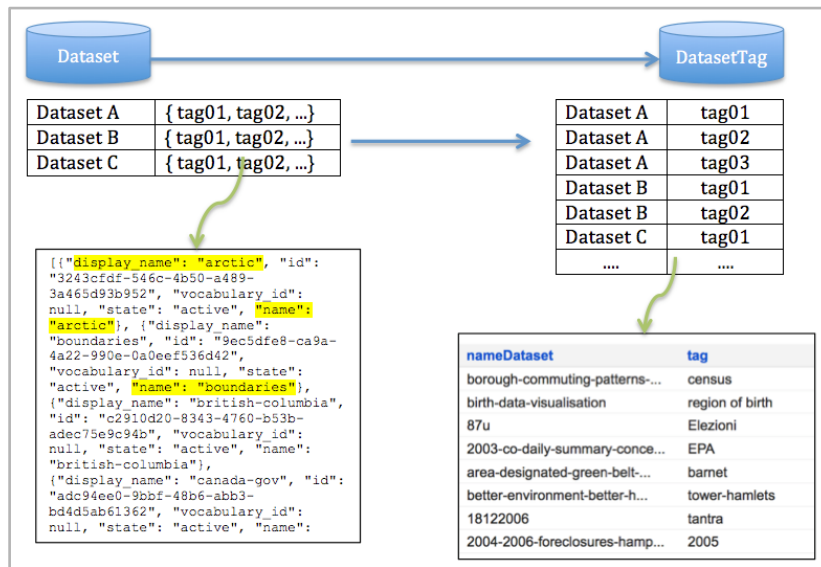 Dataset
DatasetTag
Dataset A { tag01, tag02, ...}
Dataset B { tag01, tag02, ...}
Dataset C { tag01, tag02, ...}
Dataset A tag01
Dataset A tag02
Dataset A tag03
Dataset B tag01
Dataset B tag02
Dataset C tag01
.... ....
[{"display_name": "arctic", "id":
"3243cfdf-546c-4b50-a489-
3a465d93b952", "vocabulary_id":
null, "state": "active", "name":
"arctic"}, {"display_name":
"boundaries", "id": "9ec5dfe8-ca9a-
4a22-990e-0a0eef536d42",
"vocabulary_id": null, "state":
"active", "name": "boundaries"},
{"display_name": "british-columbia",
"id": "c2910d20-8343-4760-b53b-
adec75e9c94b", "vocabulary_id":
null, "state": "active", "name":
"british-columbia"},
{"display_name": "canada-gov", "id":
"adc94ee0-9bbf-48b6-abb3-
bd4d5ab61362", "vocabulary_id":
null, "state": "active", "name":
nameDataset tag
borough-commuting-patterns-... census
birth-data-visualisation region of birth
87u Elezioni
2003-co-daily-summary-conce... EPA
area-designated-green-belt-... barnet
better-environment-better-h... tower-hamlets
18122006 tantra
2004-2006-foreclosures-hamp... 2005